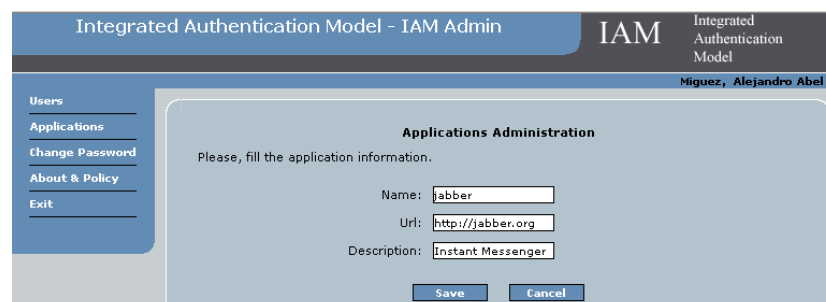 Integrated Authentication Model - IAM Admin
IAM
Integrated
Authentication
Model
Miguez, Alejandro Abel
Users
Applications
Change Password
About & Policy
Exit
Applications Administration
Please, fill the application information.
Name: jabber
Url: http://jabber.org
Description: Instant Messenger
Save Cancel